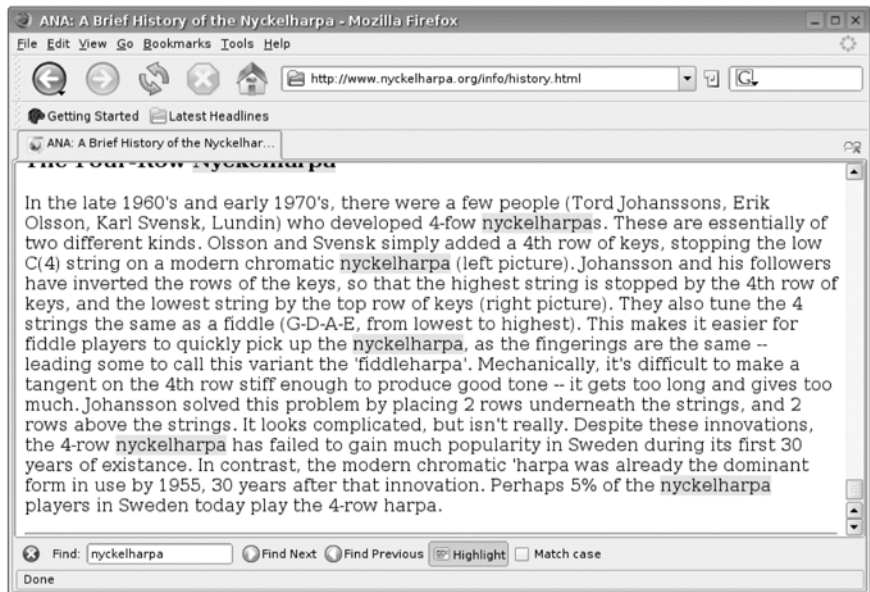 ANA: A Brief History of the Nyckelharpa - Mozilla Firefox
File Edit View Go Bookmarks Tools Help
http://www.nyckelharpa.org/info/history.html
G
Getting Started Latest Headlines
ANA: A Brief History of the Nyckelhar...
The Four-Row Nyckelharpa
In the late 1960's and early 1970's, there were a few people (Tord Johanssons, Erik
Olsson, Karl Svensk, Lundin) who developed 4-fow nyckelharpas. These are essentially of
two different kinds. Olsson and Svensk simply added a 4th row of keys, stopping the low
C(4) string on a modern chromatic nyckelharpa (left picture). Johansson and his followers
have inverted the rows of the keys, so that the highest string is stopped by the 4th row of
keys, and the lowest string by the top row of keys (right picture). They also tune the 4
strings the same as a fiddle (G-D-A-E, from lowest to highest). This makes it easier for
fiddle players to quickly pick up the nyckelharpa, as the fingerings are the same --
leading some to call this variant the 'fiddleharpa'. Mechanically, it's difficult to make a
tangent on the 4th row stiff enough to produce good tone -- it gets too long and gives too
much. Johansson solved this problem by placing 2 rows underneath the strings, and 2
rows above the strings. It looks complicated, but isn't really. Despite these innovations,
the 4-row nyckelharpa has failed to gain much popularity in Sweden during its first 30
years of existance. In contrast, the modern chromatic 'harpa was already the dominant
form in use by 1955, 30 years after that innovation. Perhaps 5% of the nyckelharpa
players in Sweden today play the 4-row harpa.
Find: nyckelharpa Find Next Find Previous Highlight Match case
Done